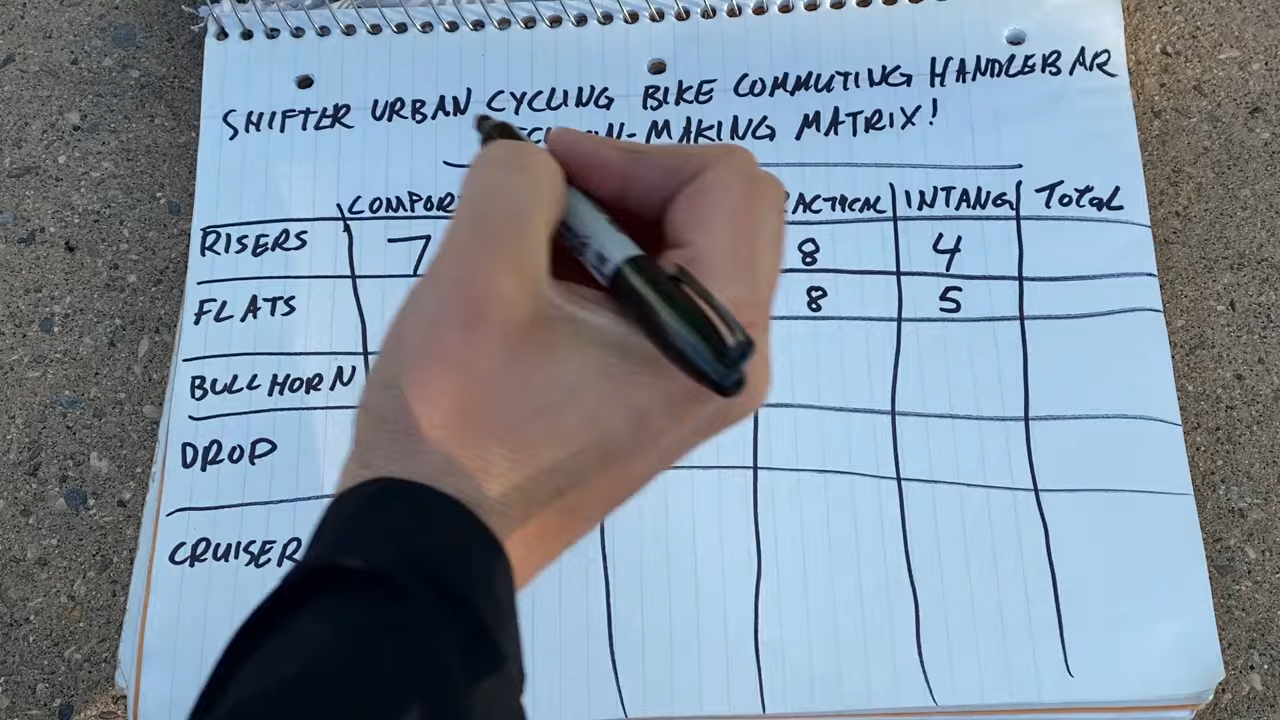 SHIFTER URBAN CYCLING BIKE COMMUTING HANDLEBAR
MAKING MATRIX!
INTANG Total
RISERS 7 8 4
FLATS 8 5
BULLHORN
DROP
CRUISER